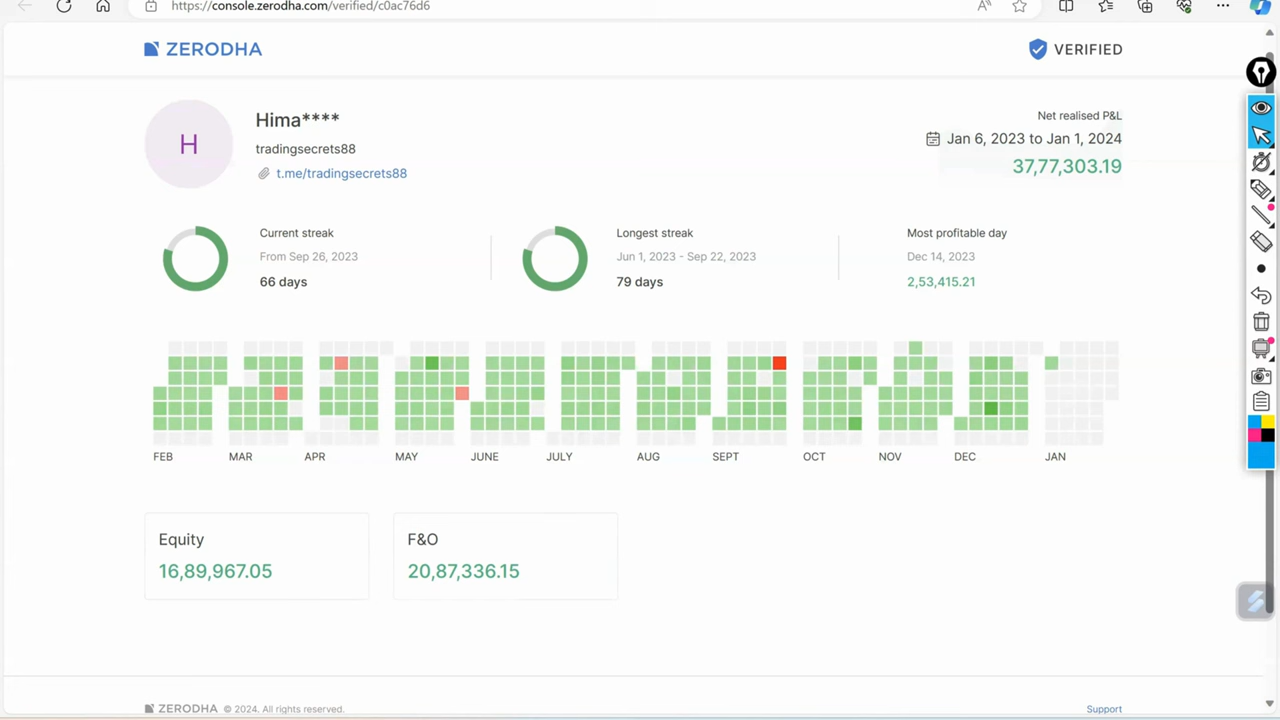 https://console.zerodha.com/verified/c0ac76d6
ZERODHA
VERIFIED
H
Hima****
tradingsecrets88
t.me/tradingsecrets88
Net realised P&L
Jan 6, 2023 to Jan 1, 2024
37,77,303.19
Current streak
From Sep 26, 2023
66 days
Longest streak
Jun 1, 2023 - Sep 22, 2023
79 days
Most profitable day
Dec 14, 2023
2,53,415.21
FEB MAR APR MAY JUNE JULY AUG SEPT OCT NOV DEC JAN
Equity
16,89,967.05
F&O
20,87,336.15
ZERODHA © 2024. All rights reserved.
Support